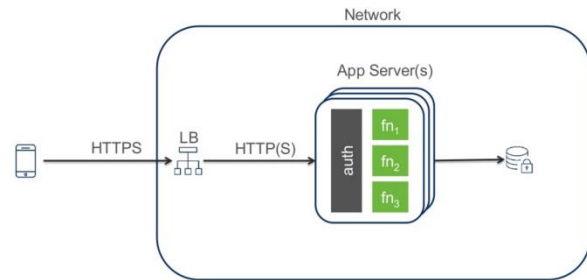 Network
App Server(s)
HTTPS
LB
HTTP(S)
auth
fn₁
fn₂
fn₃